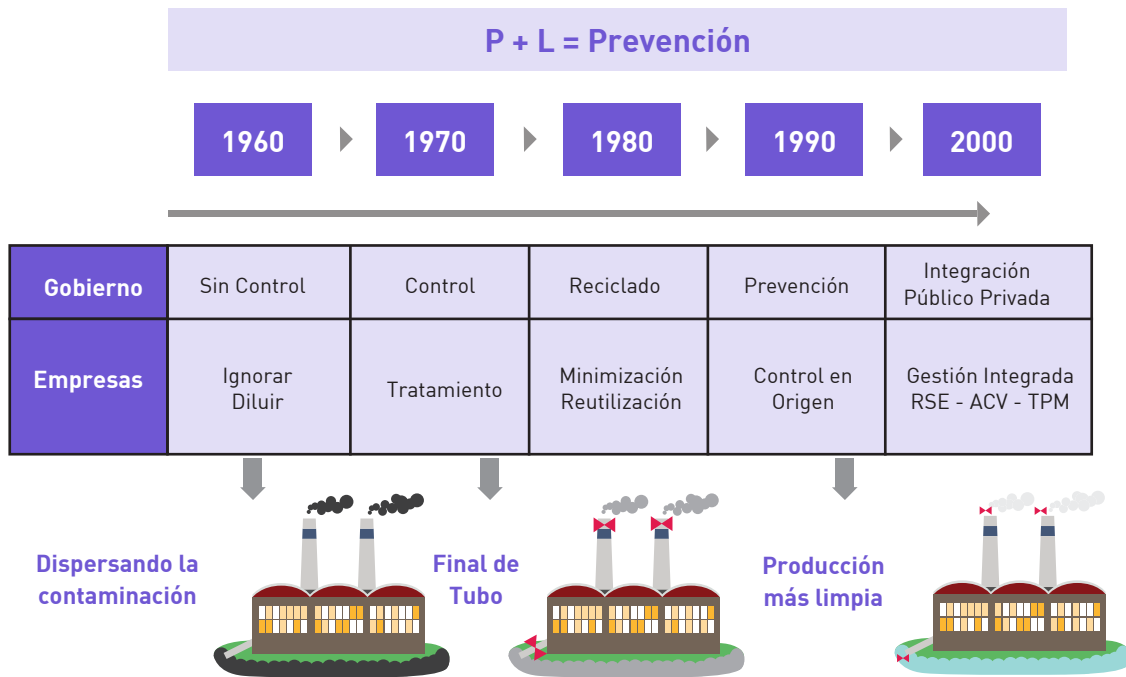 P + L = Prevención
1960
1970
1980
1990
2000
Gobierno
Sin Control
Control
Reciclado
Prevención
Integración
Público Privada
Empresas
Ignorar
Diluir
Tratamiento
Minimización
Reutilización
Control en
Origen
Gestión Integrada
RSE - ACV - TPM
Dispersando la
contaminación
Final de
Tubo
Producción
más limpia